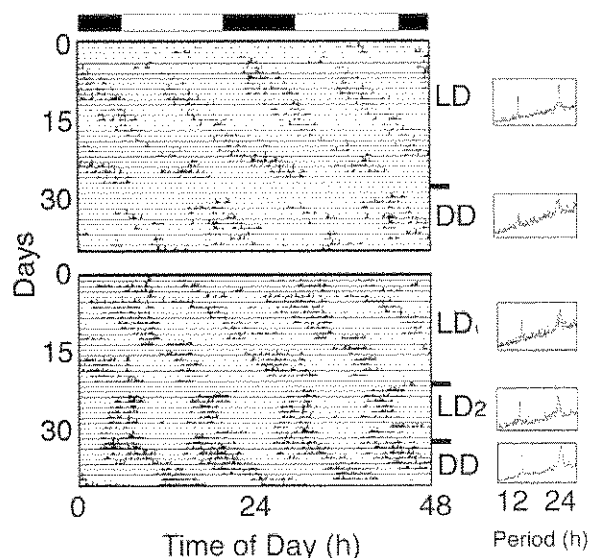 0
15
30
LD
DD
Days
0
15
30
LD1
LD2
DD
0 24 48
Time of Day (h)
12 24
Period (h)